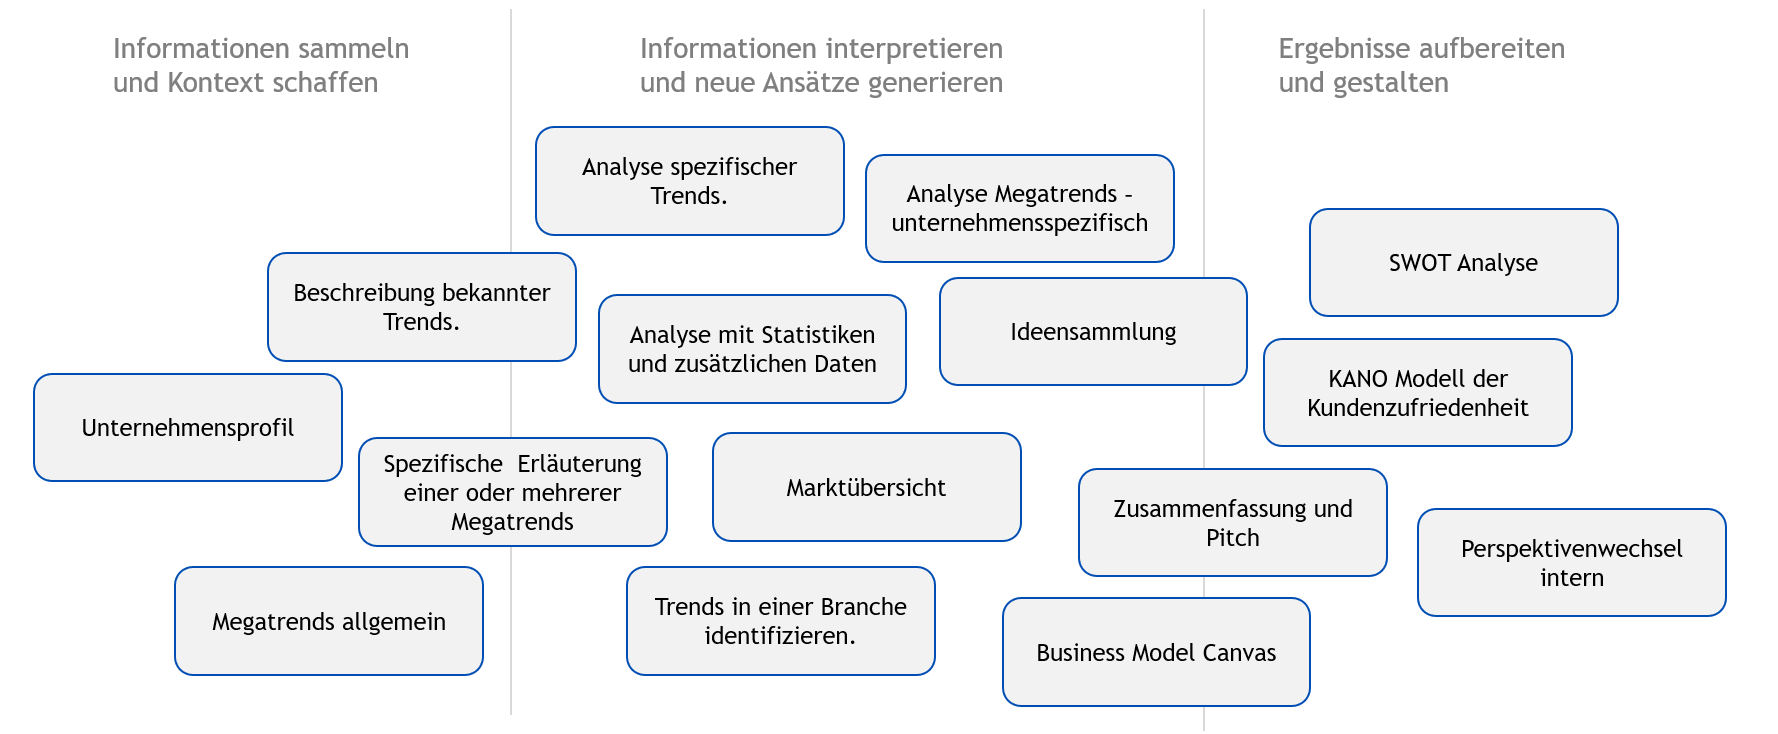 Informationen sammeln
und Kontext schaffen
Informationen interpretieren
und neue Ansätze generieren
Ergebnisse aufbereiten
und gestalten
Analyse spezifischer
Trends.
Analyse Megatrends –
unternehmensspezifisch
SWOT Analyse
Beschreibung bekannter
Trends.
Analyse mit Statistiken
und zusätzlichen Daten
Ideensammlung
KANO Modell der
Kundenzufriedenheit
Unternehmensprofil
Spezifische  Erläuterung
einer oder mehrerer
Megatrends
Marktübersicht
Zusammenfassung und
Pitch
Perspektivenwechsel
intern
Megatrends allgemein
Trends in einer Branche
identifizieren.
Business Model Canvas